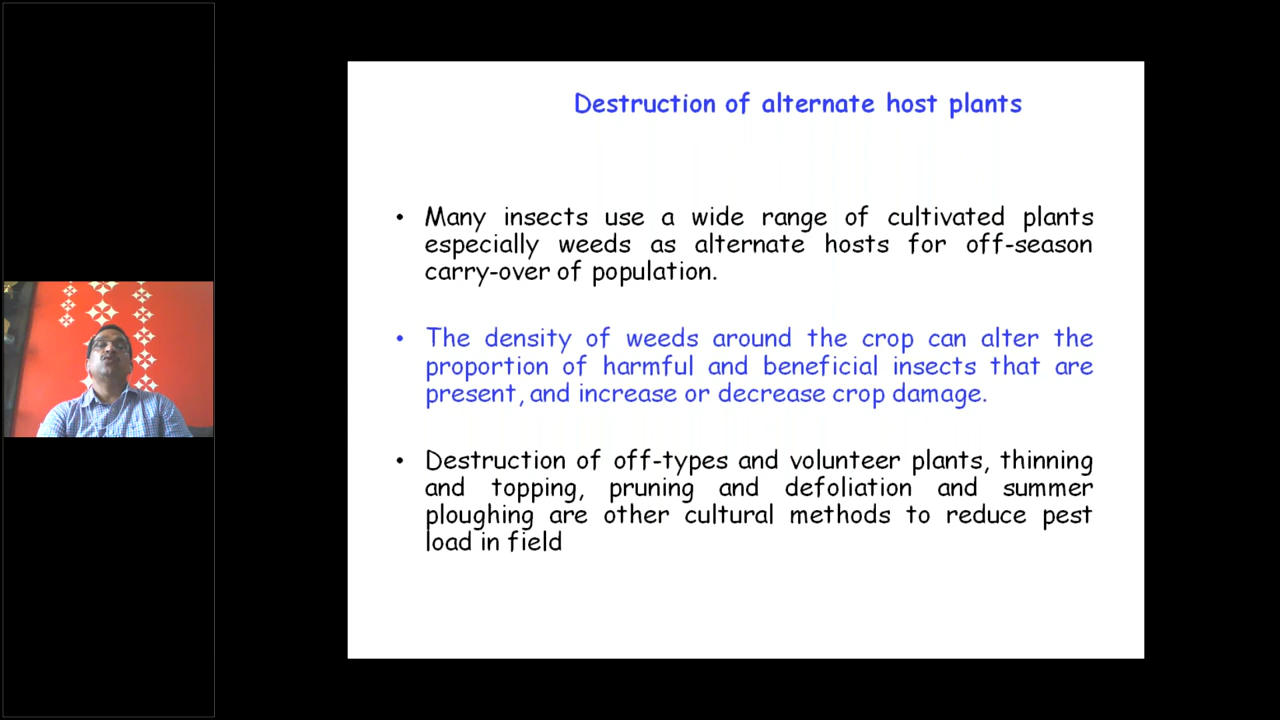 Destruction of alternate host plants
• Many insects use a wide range of cultivated plants
especially weeds as alternate hosts for off-season
carry-over of population.
• The density of weeds around the crop can alter the
proportion of harmful and beneficial insects that are
present, and increase or decrease crop damage.
• Destruction of off-types and volunteer plants, thinning
and topping, pruning and defoliation and summer
ploughing are other cultural methods to reduce pest
load in field